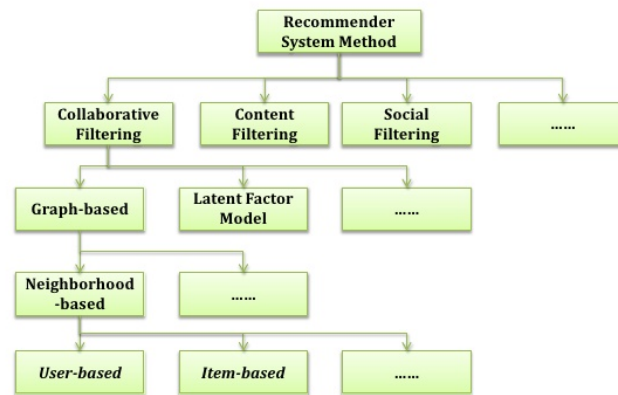 Recommender
System Method
Collaborative
Filtering
Content
Filtering
Social
Filtering
......
Graph-based
Latent Factor
Model
......
Neighborhood
-based
......
User-based
Item-based
......